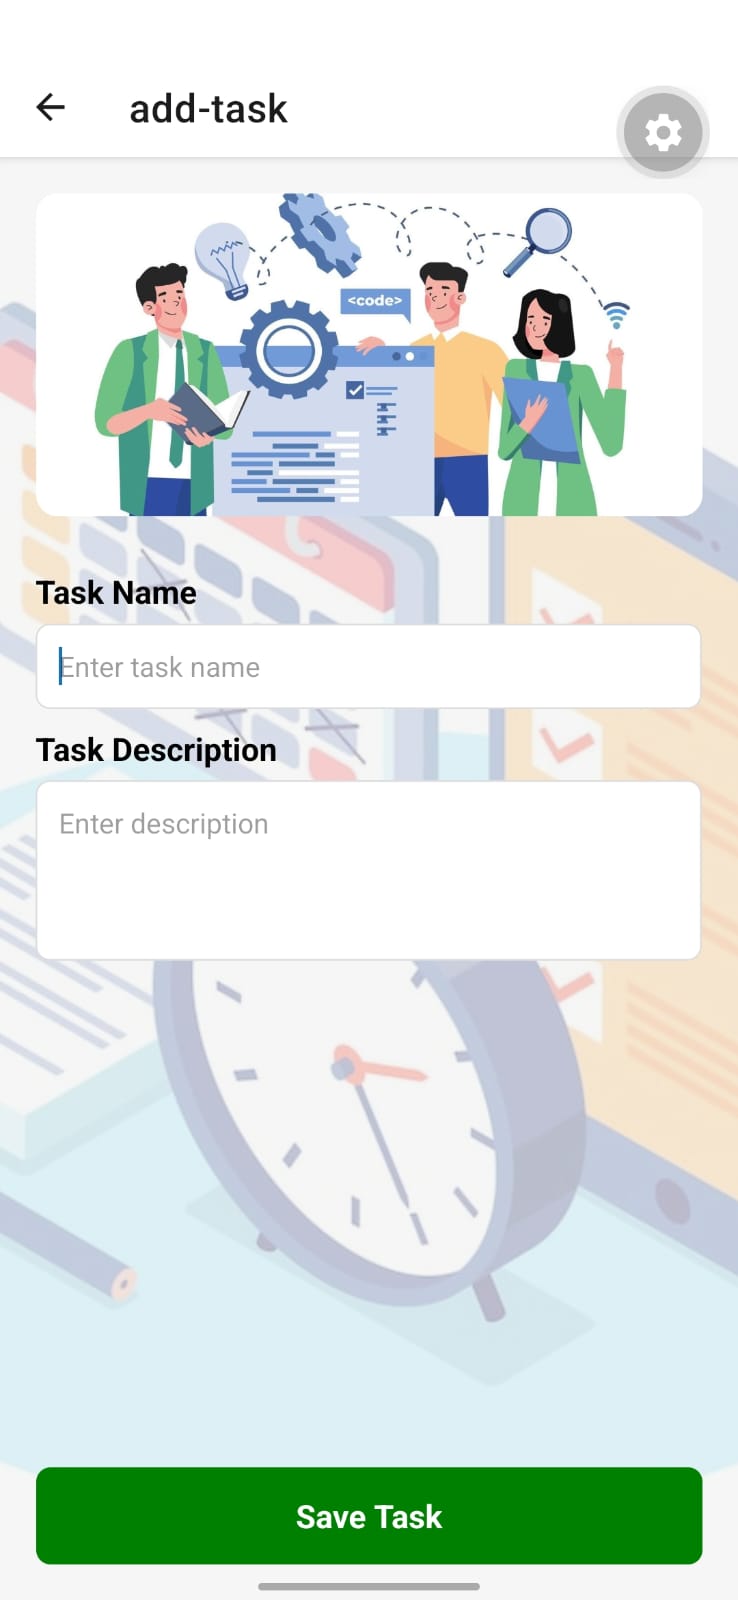 add-task
<code>
Task Name
Enter task name
Task Description
Enter description
Save Task